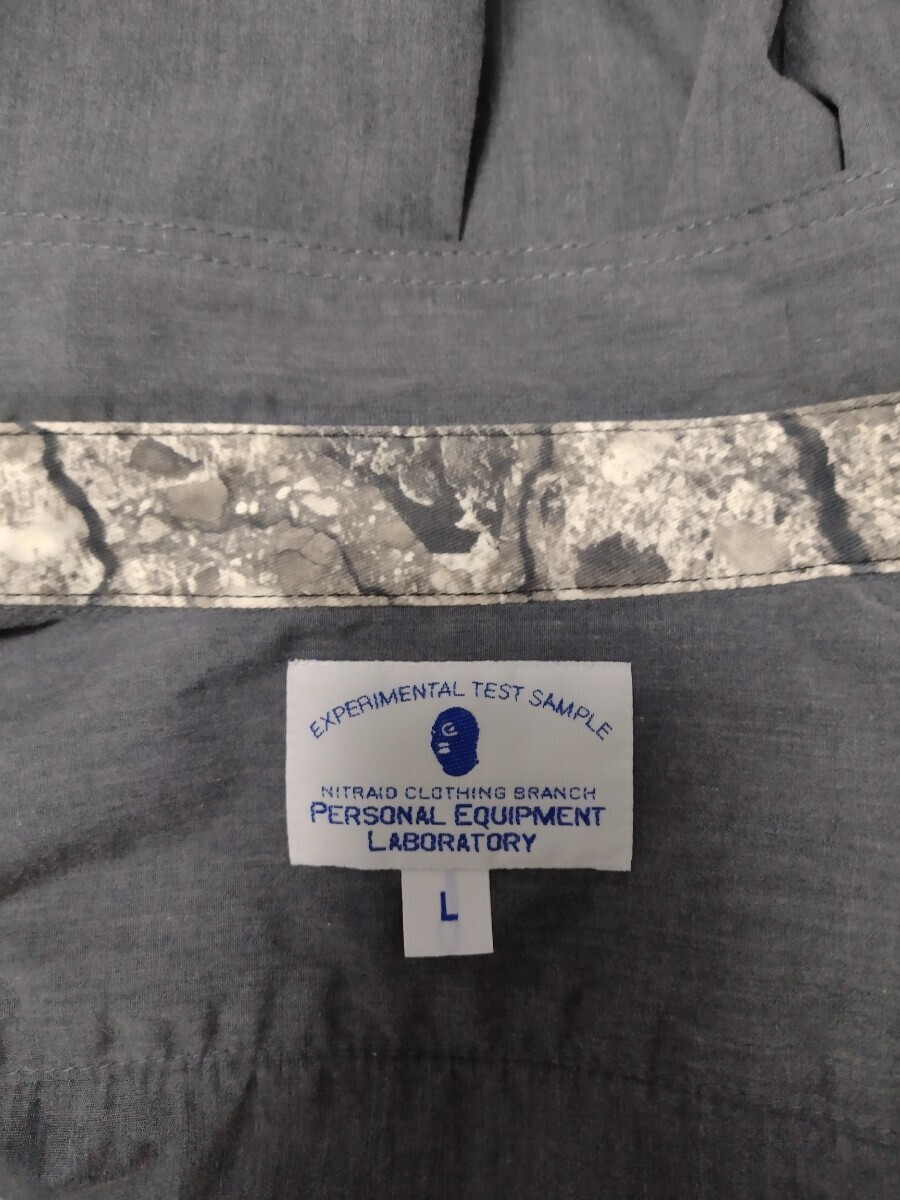 EXPERIMENTAL TEST SAMPLE
NITRAID CLOTHING BRANCH
PERSONAL EQUIPMENT
LABORATORY
L